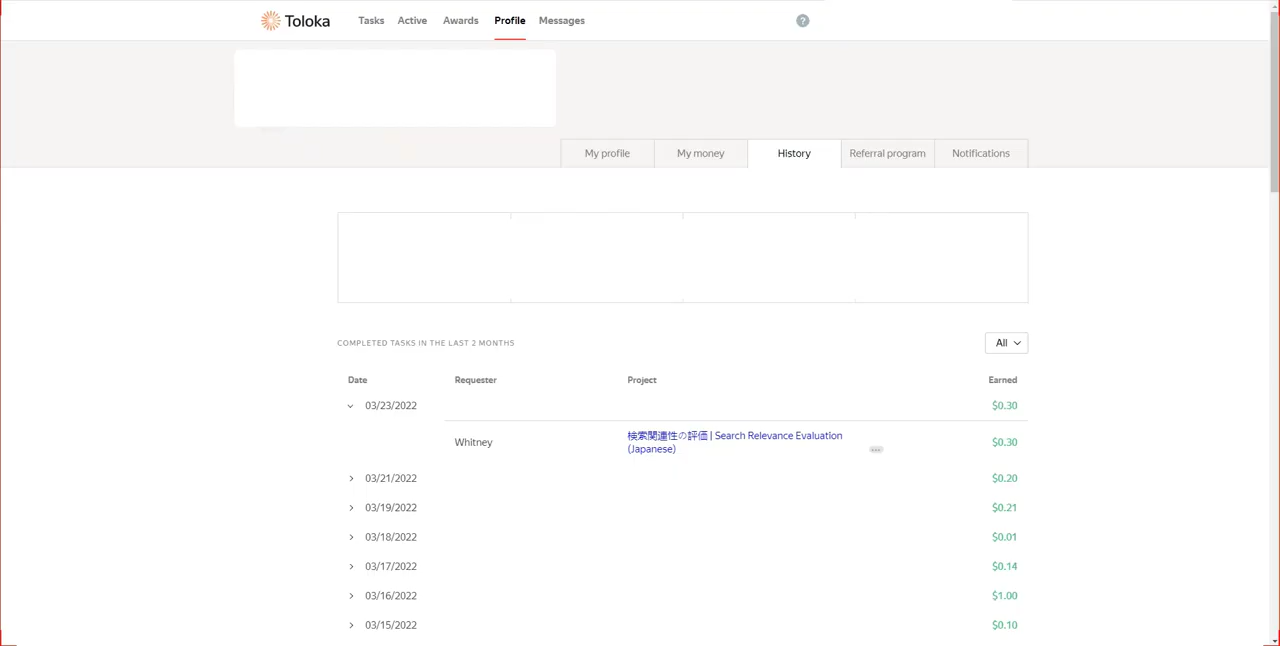 Toloka Tasks Active Awards Profile Messages ?
My profile My money History Referral program Notifications
COMPLETED TASKS IN THE LAST 2 MONTHS All
Date Requester Project Earned
03/23/2022 $0.30
Whitney 検索関連性の評価 | Search Relevance Evaluation (Japanese) $0.30
03/21/2022 $0.20
03/19/2022 $0.21
03/18/2022 $0.01
03/17/2022 $0.14
03/16/2022 $1.00
03/15/2022 $0.10